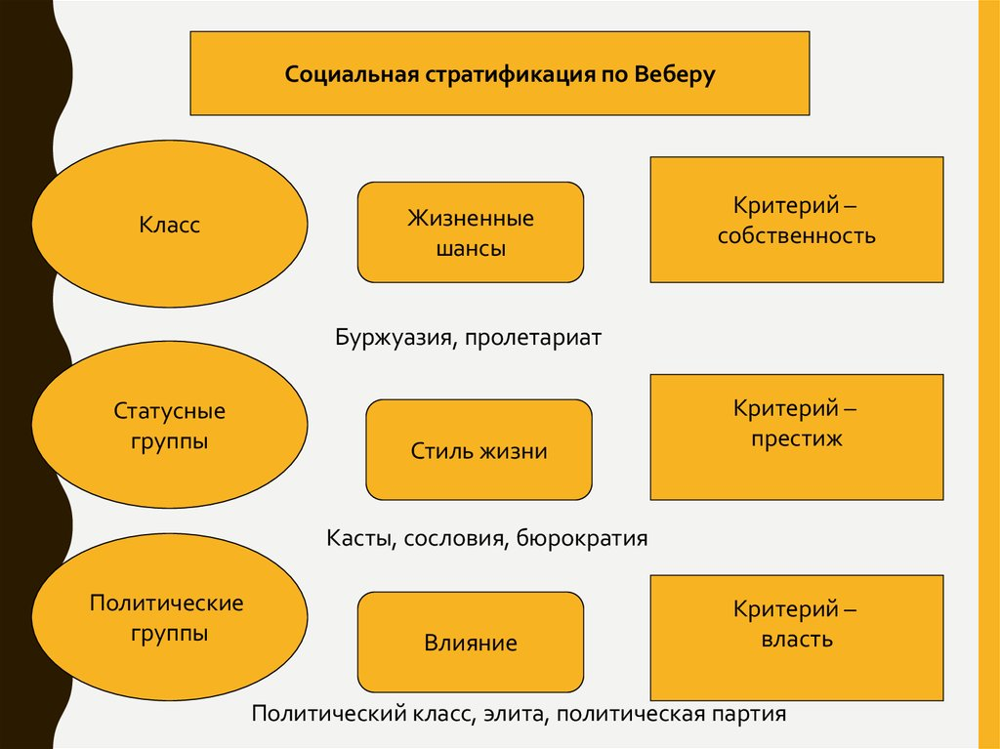 Социальная стратификация по Веберу
Класс
Жизненные
шансы
Критерий –
собственность
Буржуазия, пролетариат
Статусные
группы
Стиль жизни
Критерий –
престиж
Касты, сословия, бюрократия
Политические
группы
Влияние
Критерий –
власть
Политический класс, элита, политическая партия